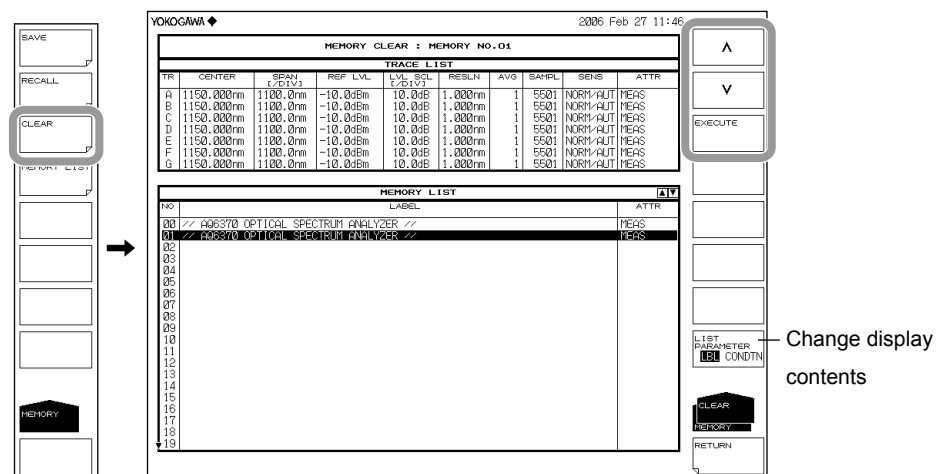 SAVE
RECALL
CLEAR
MEMORY LIST
MEMORY
YOKOGAWA 2006 Feb 27 11:46
MEMORY CLEAR : MEMORY NO.01
TRACE LIST
TR CENTER SPAN [/DIV] REF LVL LVL SCL [/DIV] RESLN AVG SAMPL SENS ATTR
A 1150.000nm 1100.0nm -10.0dBm 10.0dB 1.000nm 1 5501 NORM/AUT MEAS
B 1150.000nm 1100.0nm -10.0dBm 10.0dB 1.000nm 1 5501 NORM/AUT MEAS
C 1150.000nm 1100.0nm -10.0dBm 10.0dB 1.000nm 1 5501 NORM/AUT MEAS
D 1150.000nm 1100.0nm -10.0dBm 10.0dB 1.000nm 1 5501 NORM/AUT MEAS
E 1150.000nm 1100.0nm -10.0dBm 10.0dB 1.000nm 1 5501 NORM/AUT MEAS
F 1150.000nm 1100.0nm -10.0dBm 10.0dB 1.000nm 1 5501 NORM/AUT MEAS
G 1150.000nm 1100.0nm -10.0dBm 10.0dB 1.000nm 1 5501 NORM/AUT MEAS
MEMORY LIST
NO LABEL ATTR
00 // AQ6370 OPTICAL SPECTRUM ANALYZER // MEAS
01 // AQ6370 OPTICAL SPECTRUM ANALYZER // MEAS
02
03
04
05
06
07
08
09
10
11
12
13
14
15
16
17
18
19
EXECUTE
LIST
PARAMETER
LBL CONDTN
Change display
contents
CLEAR
MEMORY
RETURN